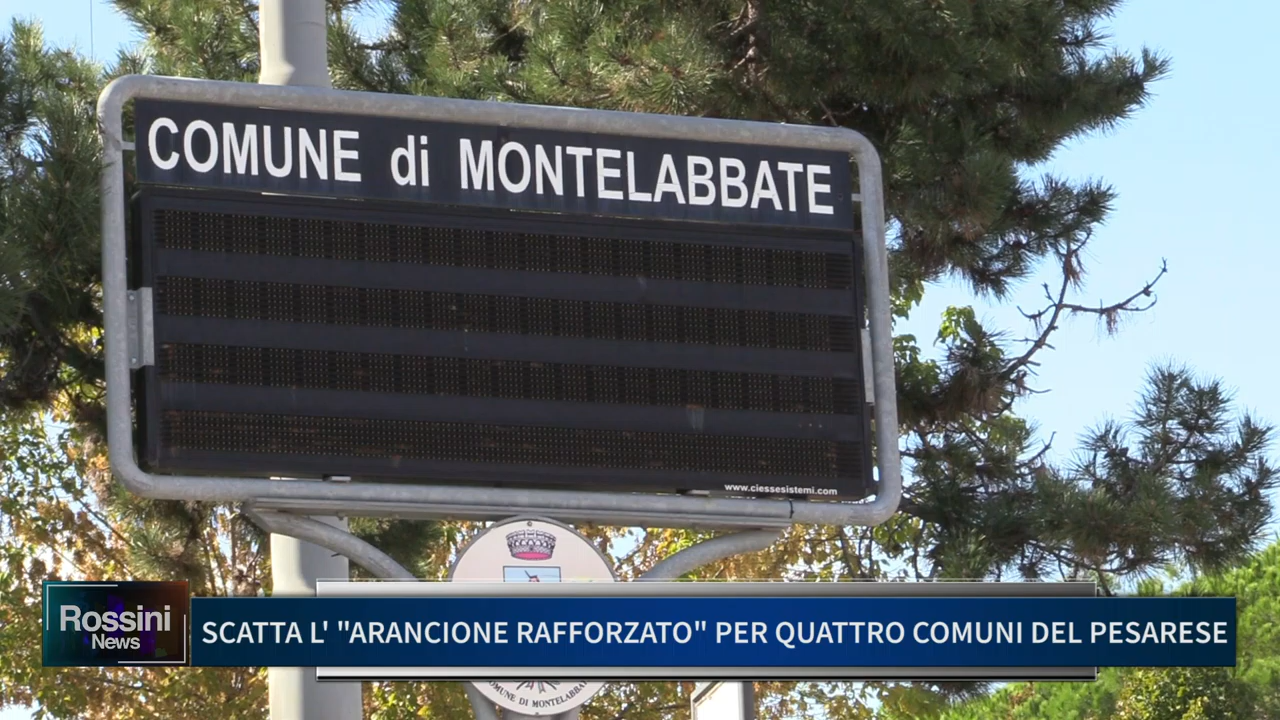 COMUNE di MONTELABBATE
www.ciessesistemi.com
Rossini
News
SCATTA L' "ARANCIONE RAFFORZATO" PER QUATTRO COMUNI DEL PESARESE
COMUNE DI MONTELABBATE